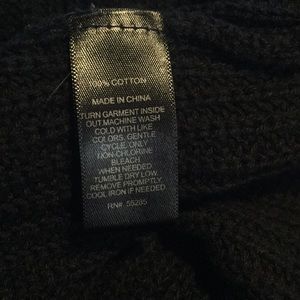 100% COTTON
MADE IN CHINA
TURN GARMENT INSIDE
OUT.MACHINE WASH
COLD WITH LIKE
COLORS, GENTLE
CYCLE. ONLY
NON-CHLORINE
BLEACH
WHEN NEEDED.
TUMBLE DRY LOW.
REMOVE PROMPTLY.
COOL IRON IF NEEDED.
RN#: 55285